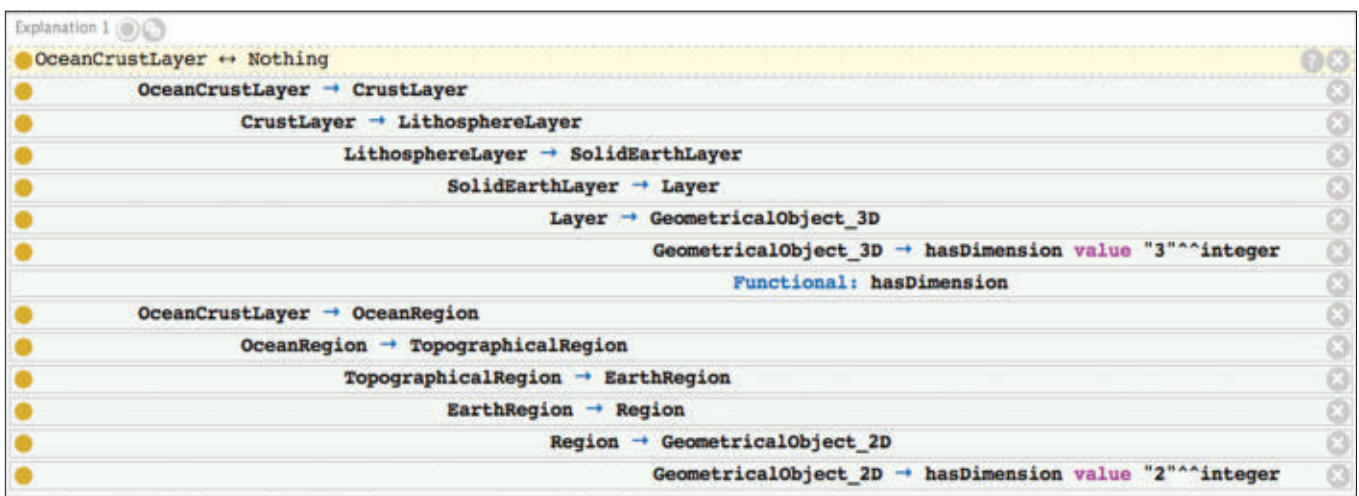 Explanation 1
OceanCrustLayer ↔ Nothing
OceanCrustLayer → CrustLayer
CrustLayer → LithosphereLayer
LithosphereLayer → SolidEarthLayer
SolidEarthLayer → Layer
Layer → GeometricalObject_3D
GeometricalObject_3D → hasDimension value "3"^^integer
Functional: hasDimension
OceanCrustLayer → OceanRegion
OceanRegion → TopographicalRegion
TopographicalRegion → EarthRegion
EarthRegion → Region
Region → GeometricalObject_2D
GeometricalObject_2D → hasDimension value "2"^^integer